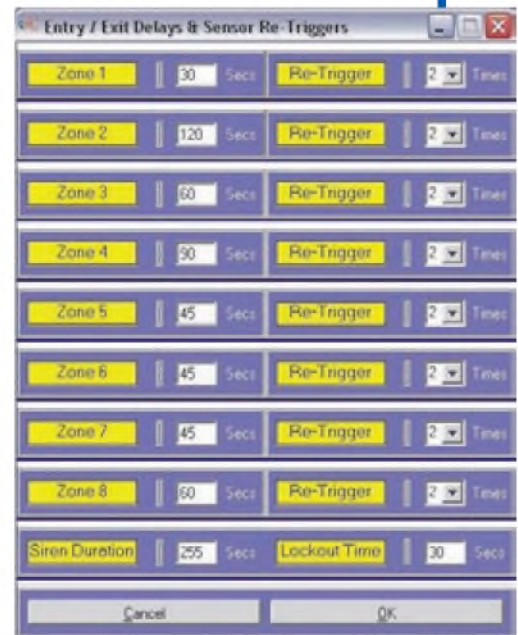 Entry / Exit Delays & Sensor Re-Triggers
Zone 1 30 Secs Re-Trigger 2 Times
Zone 2 120 Secs Re-Trigger 2 Times
Zone 3 60 Secs Re-Trigger 2 Times
Zone 4 90 Secs Re-Trigger 2 Times
Zone 5 45 Secs Re-Trigger 2 Times
Zone 6 45 Secs Re-Trigger 2 Times
Zone 7 45 Secs Re-Trigger 2 Times
Zone 8 60 Secs Re-Trigger 2 Times
Siren Duration 255 Secs Lockout Time 30 Secs
Cancel OK